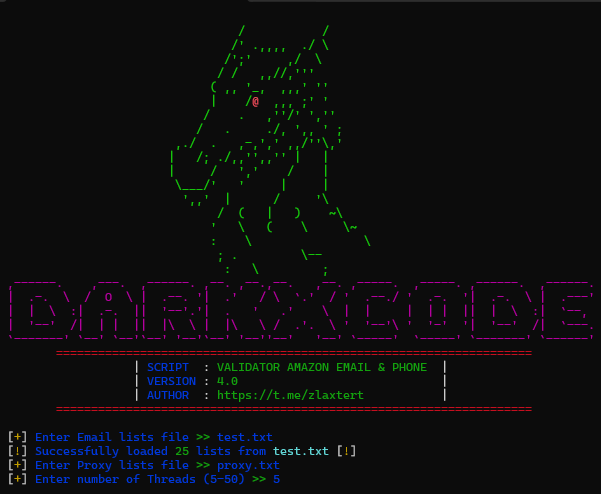 DARKXCODE
SCRIPT : VALIDATOR AMAZON EMAIL & PHONE
VERSION : 4.0
AUTHOR : https://t.me/zlaxtert
[+] Enter Email lists file >> test.txt
[!] Successfully loaded 25 lists from test.txt [!]
[+] Enter Proxy lists file >> proxy.txt
[+] Enter number of Threads (5-50) >> 5